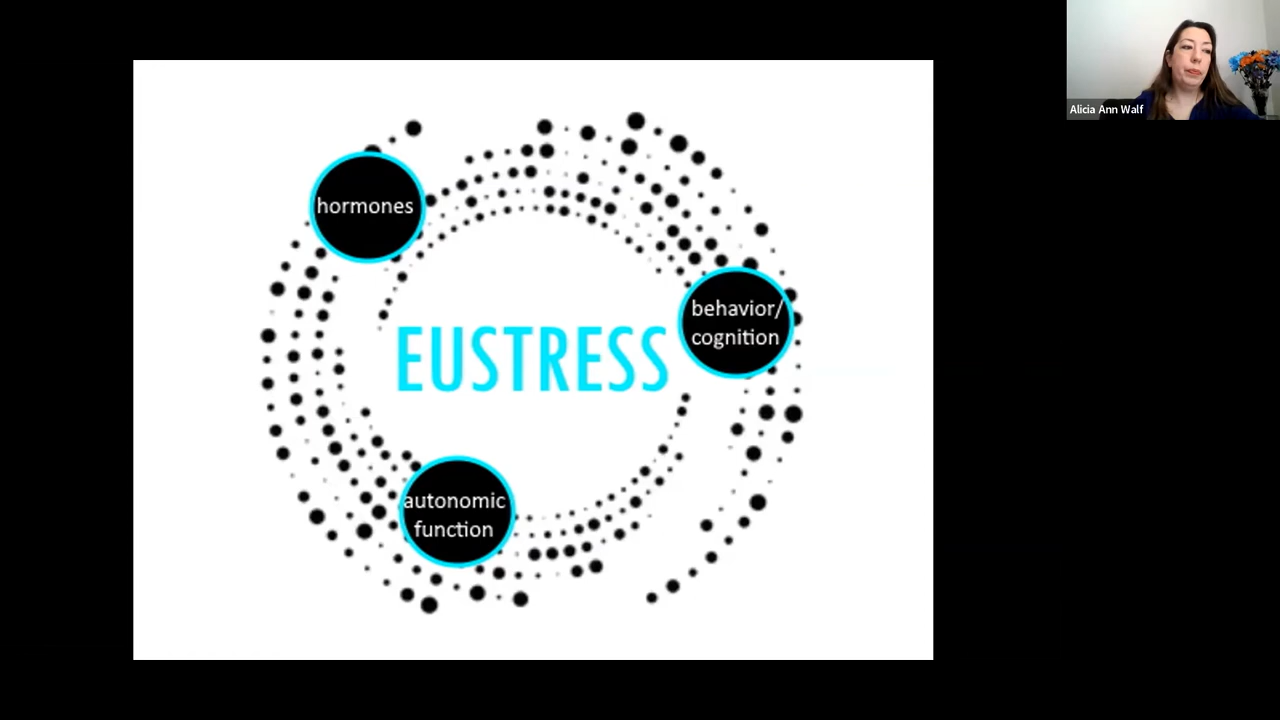 hormones
behavior/
cognition
EUSTRESS
autonomic
function
Alicia Ann Walf